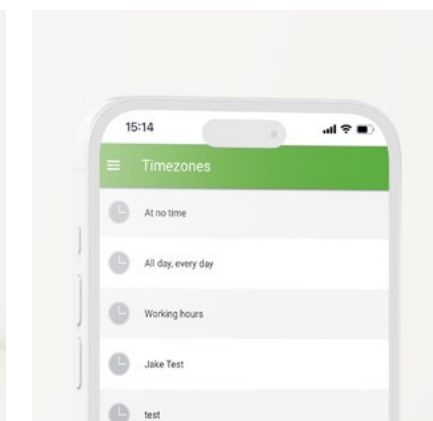 15:14
Timezones
At no time
All day, every day
Working hours
Jake Test
test